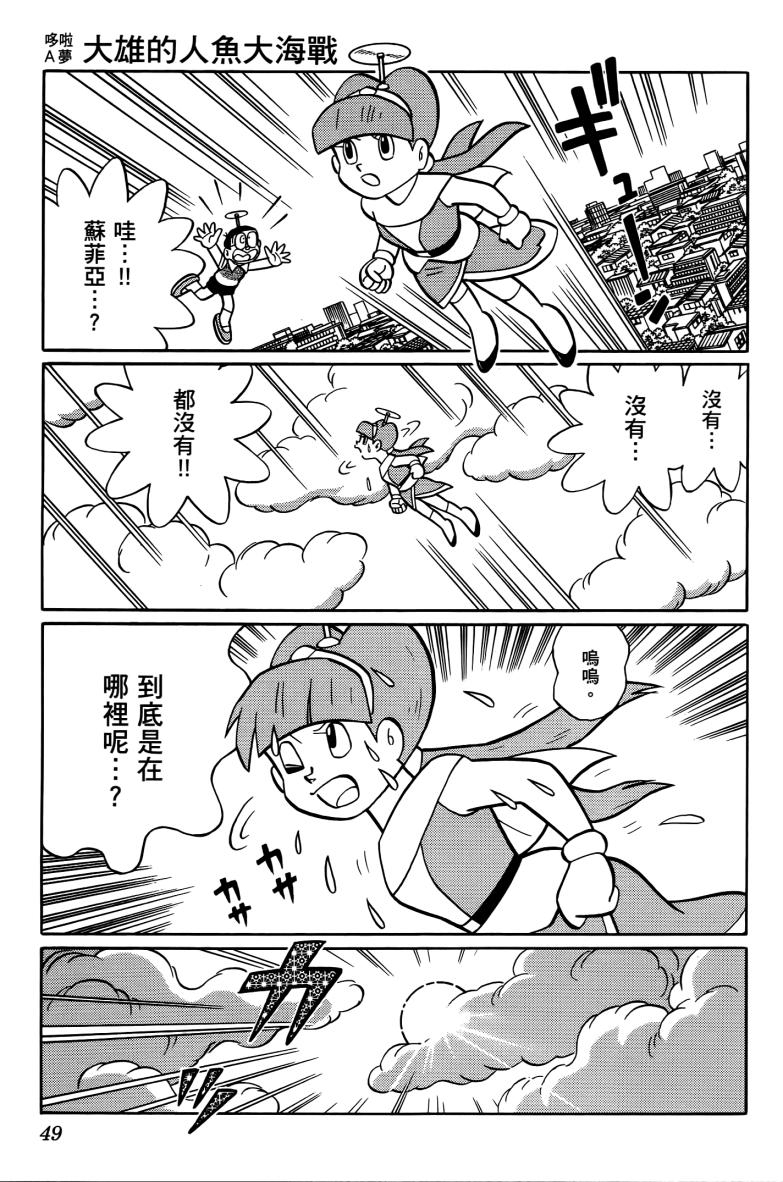 哆啦
A夢
大雄的人魚大海戰
ギューン
哇⋯!!
蘇菲亞⋯?
沒有⋯
沒有⋯
都沒有!!
嗚嗚。
到底是在
哪裡呢⋯?
カサ
カサ
カッ
49